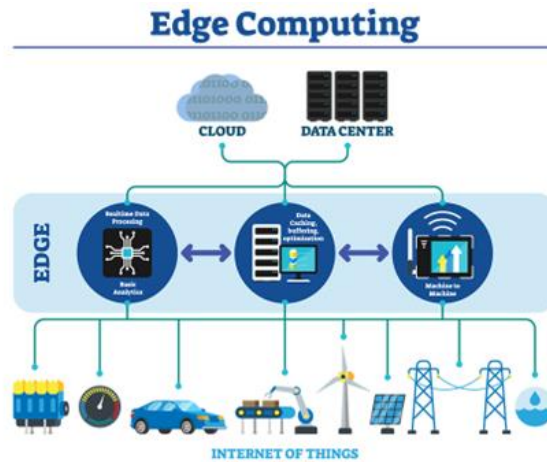 Edge Computing
CLOUD
DATA CENTER
EDGE
Realtime Data
Processing
Basic
Analytics
Data
Caching,
buffering,
optimization
Machine to
Machine
INTERNET OF THINGS